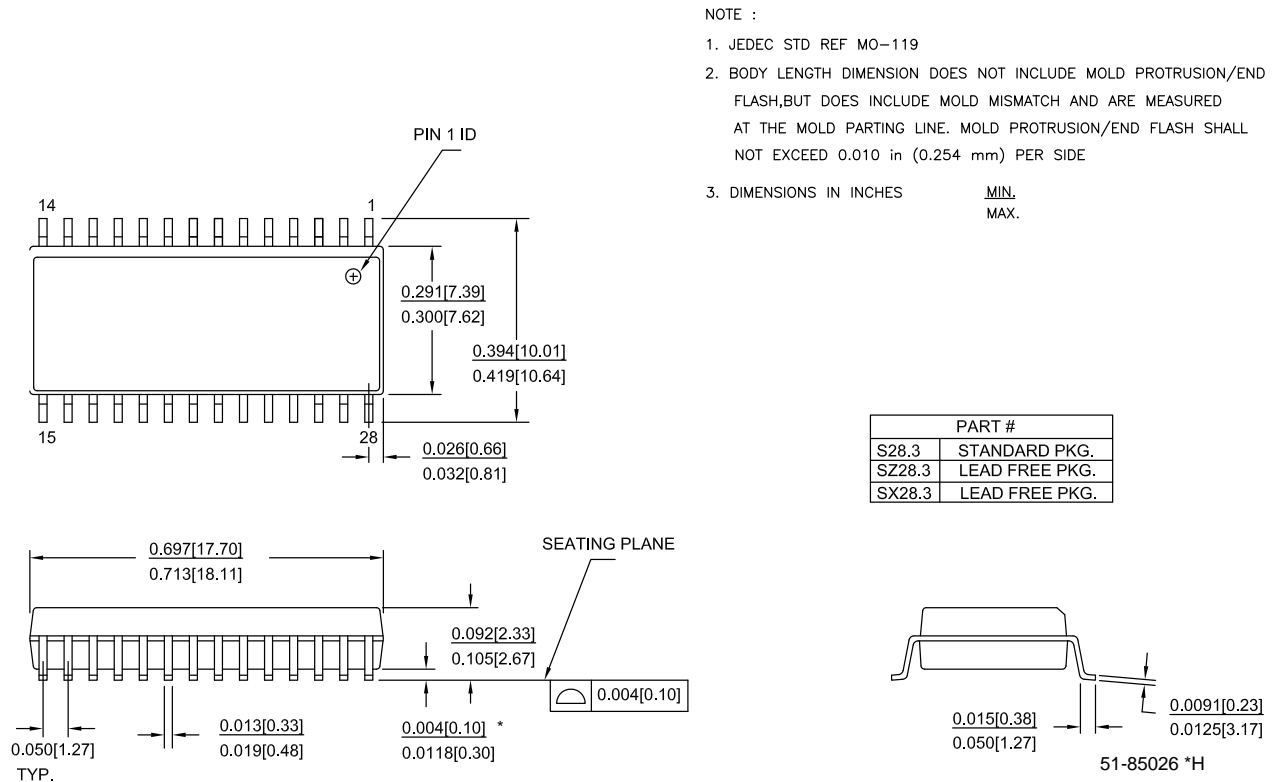 NOTE :
1. JEDEC STD REF MO-119
2. BODY LENGTH DIMENSION DOES NOT INCLUDE MOLD PROTRUSION/END
FLASH,BUT DOES INCLUDE MOLD MISMATCH AND ARE MEASURED
AT THE MOLD PARTING LINE. MOLD PROTRUSION/END FLASH SHALL
NOT EXCEED 0.010 in (0.254 mm) PER SIDE
3. DIMENSIONS IN INCHES MIN.
MAX.
PIN 1 ID
14 1
0.291[7.39]
0.300[7.62]
0.394[10.01]
0.419[10.64]
15 28
0.026[0.66]
0.032[0.81]
PART #
S28.3 STANDARD PKG.
SZ28.3 LEAD FREE PKG.
SX28.3 LEAD FREE PKG.
0.697[17.70]
0.713[18.11]
SEATING PLANE
0.092[2.33]
0.105[2.67]
0.004[0.10]
0.050[1.27]
TYP.
0.013[0.33]
0.019[0.48]
0.004[0.10] *
0.0118[0.30]
0.015[0.38]
0.050[1.27]
0.0091[0.23]
0.0125[3.17]
51-85026 *H